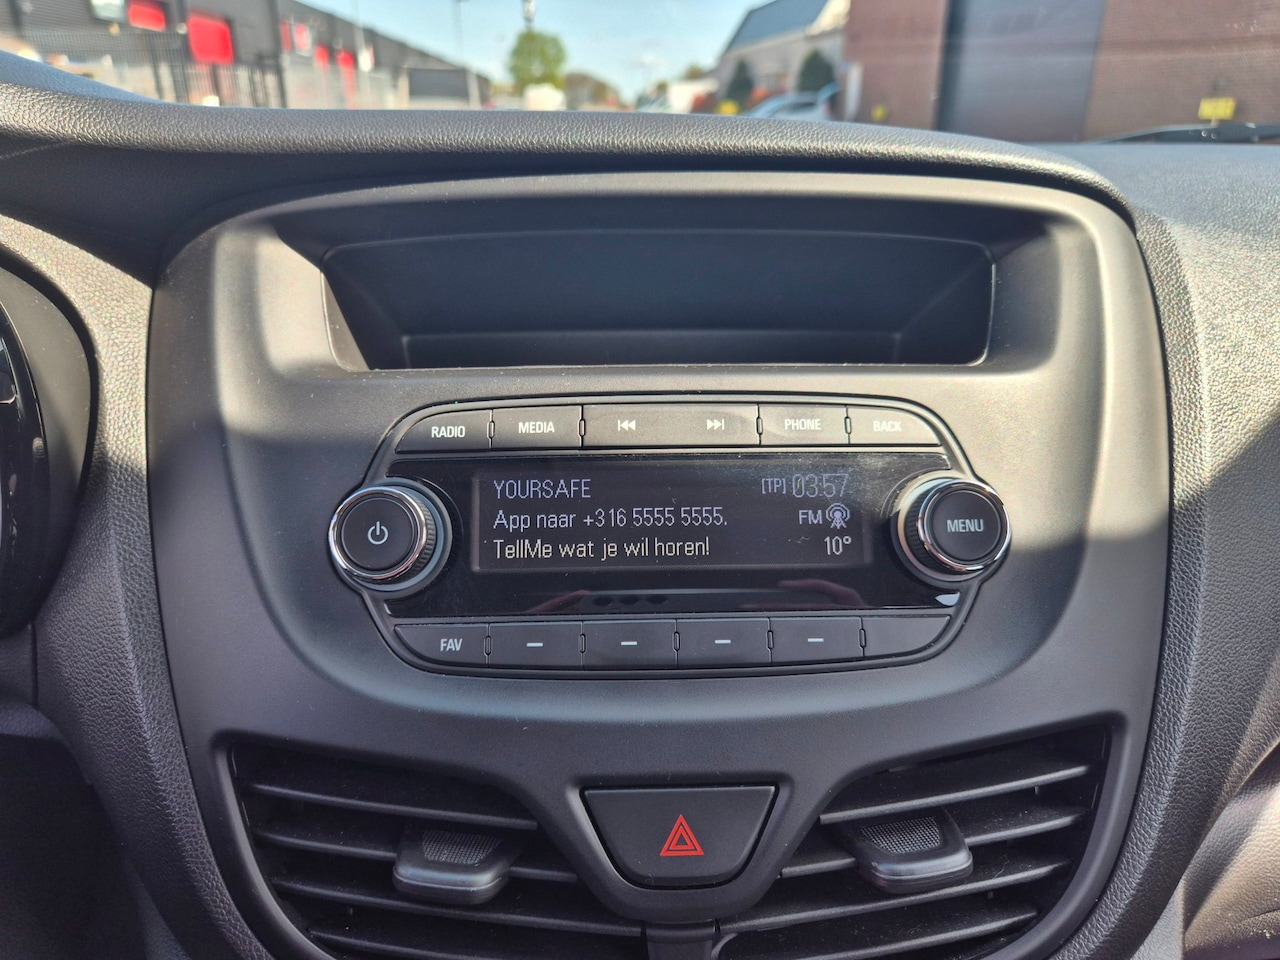 RADIO MEDIA PHONE BACK
YOURSAFE [TP] 03:57
App naar +316 5555 5555. FM
MENU
TellMe wat je wil horen! 10°
FAV